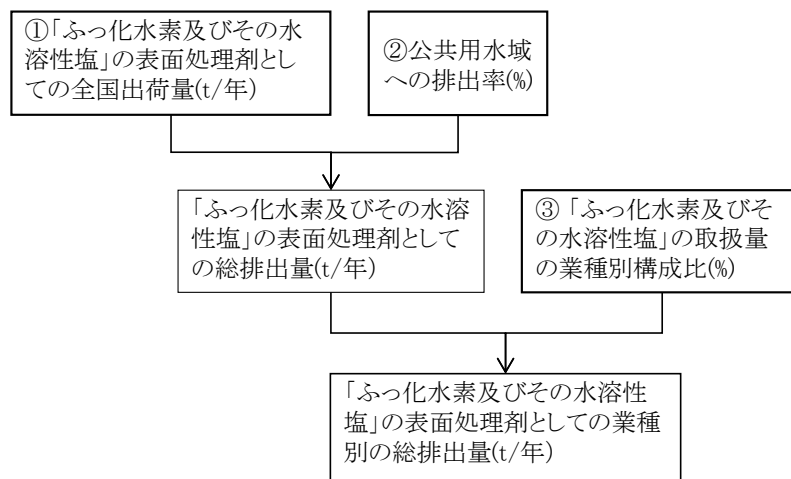 ①「ふっ化水素及びその水
溶性塩」の表面処理剤とし
ての全国出荷量(t/年)
②公共用水域
への排出率(%)
「ふっ化水素及びその水溶
性塩」の表面処理剤として
の総排出量(t/年)
③ 「ふっ化水素及びそ
の水溶性塩」の取扱量
の業種別構成比(%)
「ふっ化水素及びその水溶性
塩」の表面処理剤としての業種
別の総排出量(t/年)